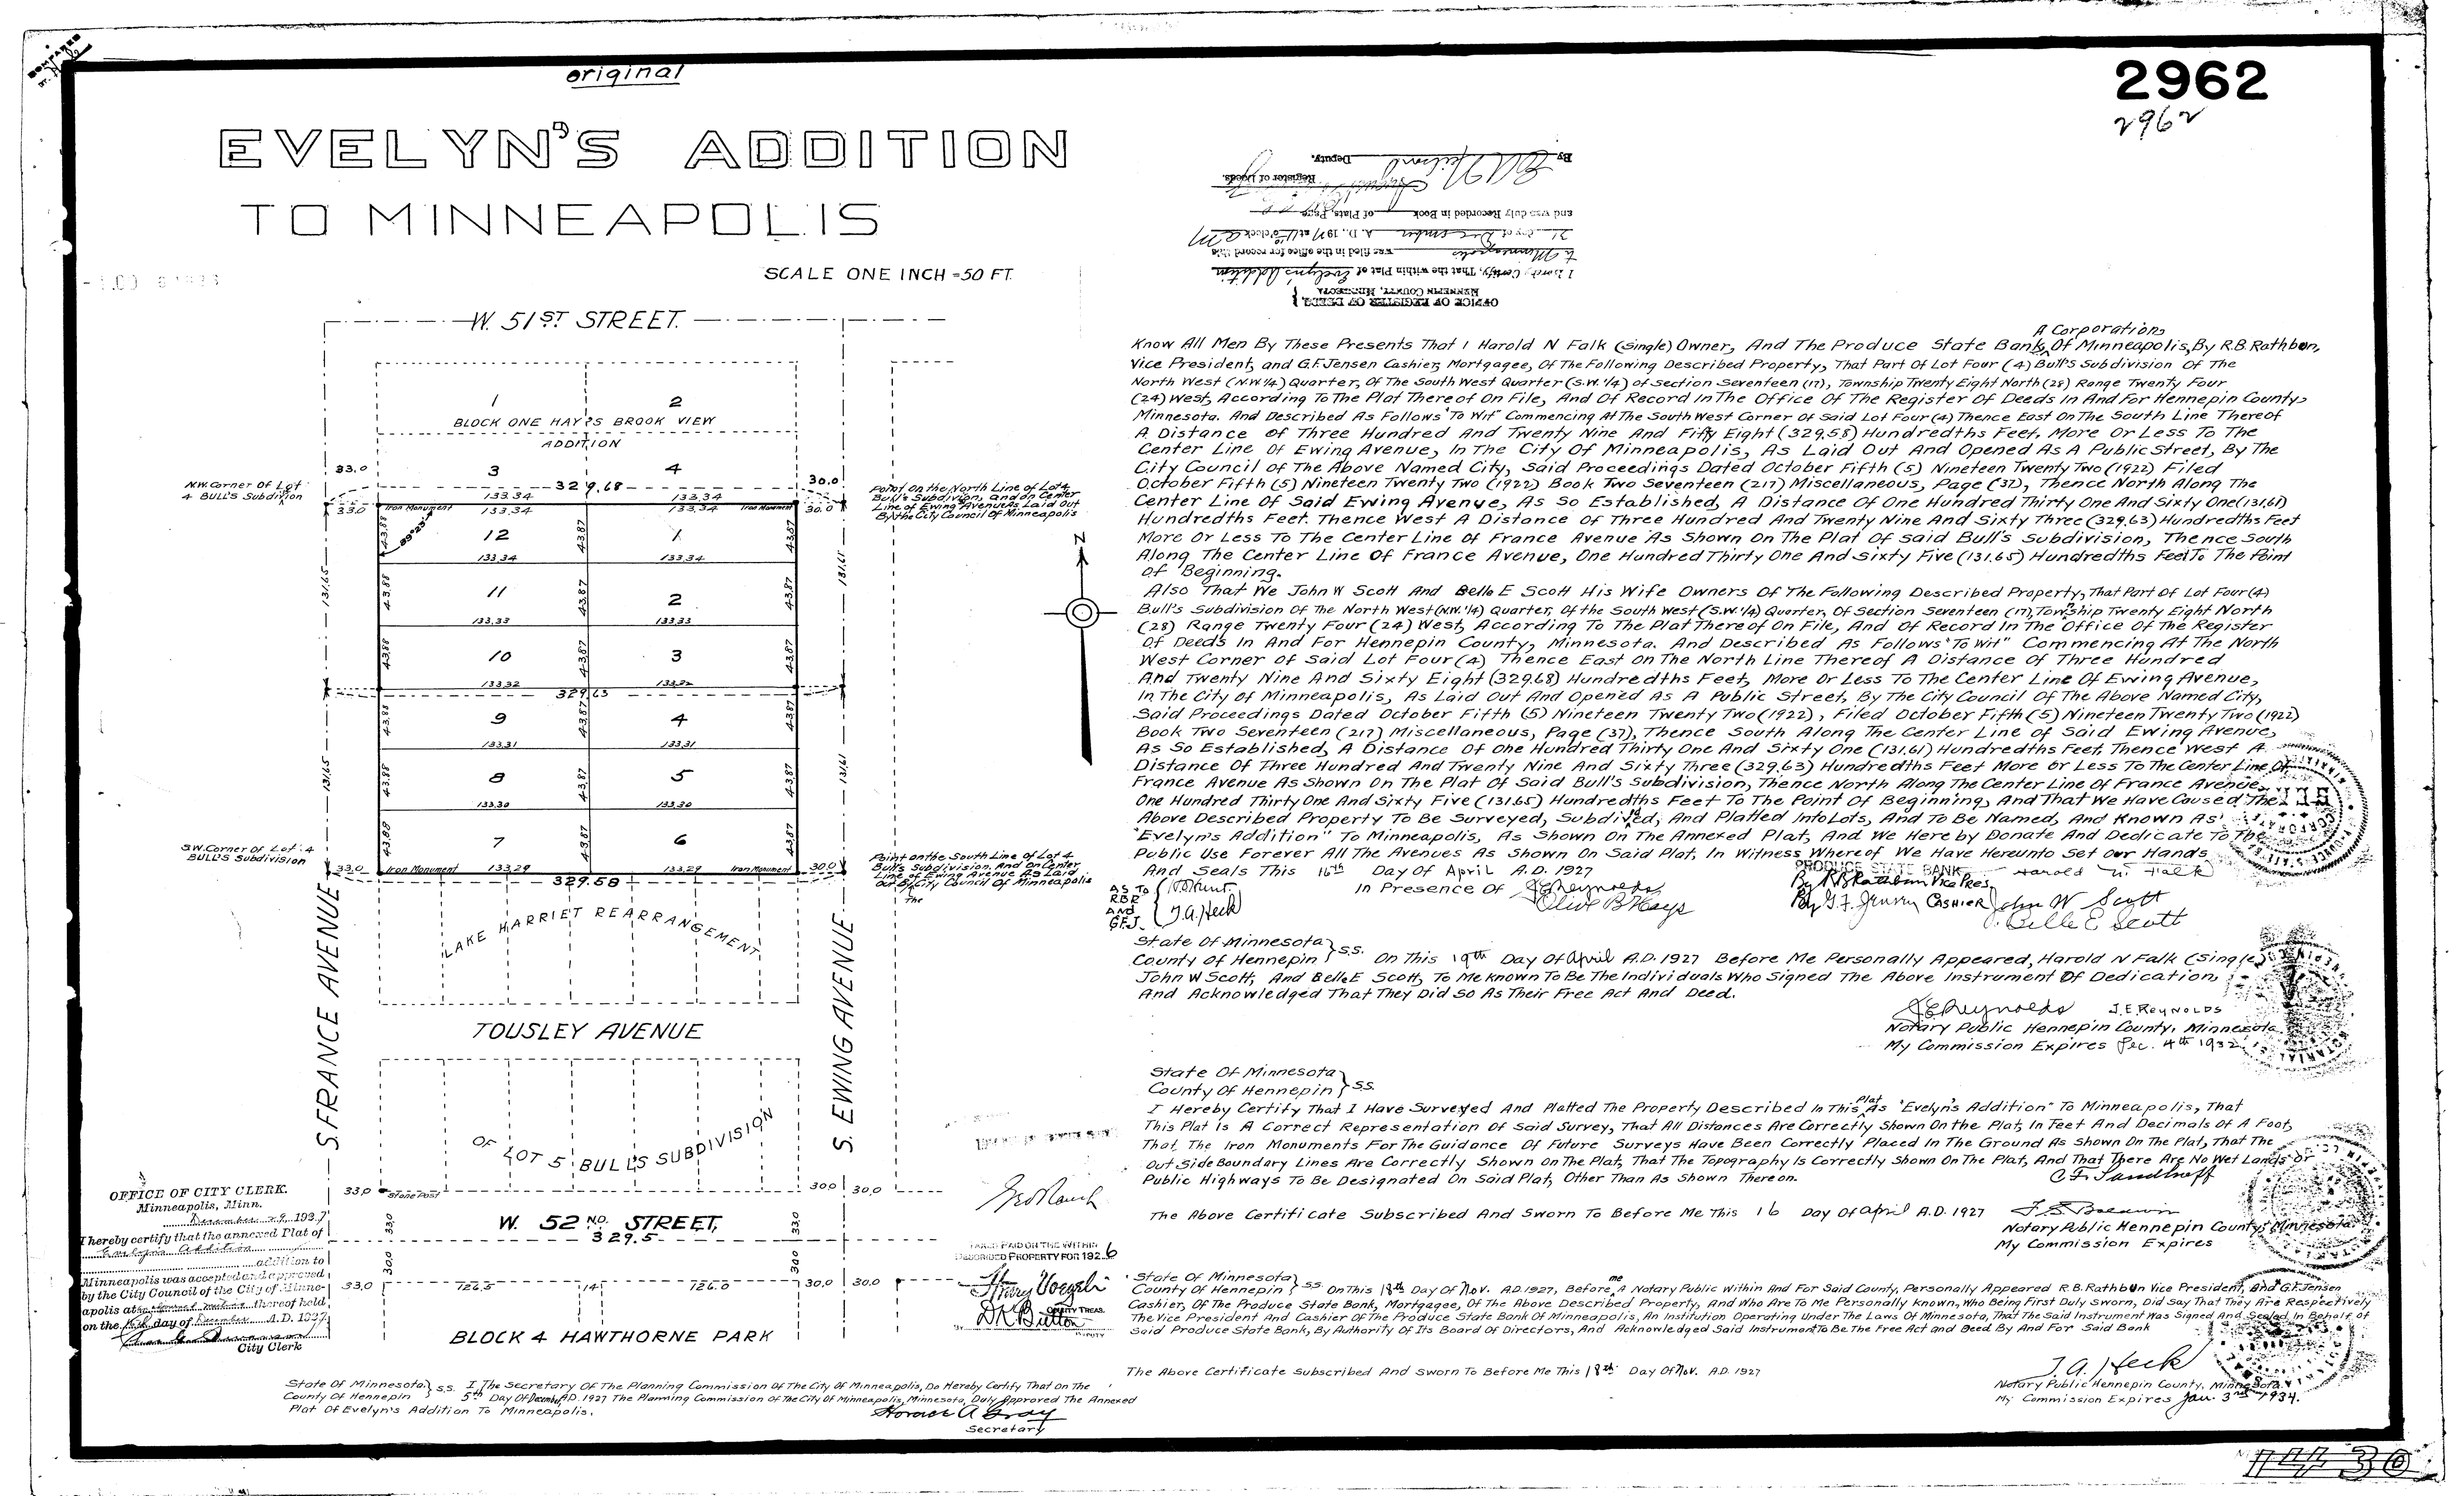 original
2962
2962
EVELYN'S ADDITION
TO MINNEAPOLIS
SCALE ONE INCH = 50 FT.
OFFICE OF REGISTER OF DEEDS,
HENNEPIN COUNTY, MINNESOTA
I hereby Certify, That the within Plat of Evelyn's Addition
to Minneapolis was filed in the office for record this
21 day of December A. D., 1927 at 11 o'clock A M
and was duly Recorded in Book of Plats, Page
Register of Deeds.
By Deputy.
W. 51ST STREET.
1 2
BLOCK ONE HAY'S BROOK VIEW
ADDITION
3 4
33.0 329.68 30.0
N.W. Corner Of Lot
4 BULL'S Subdivision
133.34 133.34
Point on the North Line of Lot 4
Bull's Subdivision, and on Center
Line of Ewing Avenue As Laid Out
By the City Council Of Minneapolis
33.0 Iron Monument 133.34 133.34 Iron Monument 30.0
43.88 12 43.87 1 43.87
133.34 133.34
131.65 43.88 11 43.87 2 43.87 131.61
133.33 133.33
43.88 10 43.87 3 43.87
133.32 133.32
329.63
43.88 9 43.87 4 43.87
133.31 133.31
131.65 43.88 8 43.87 5 43.87 131.61
133.30 133.30
43.88 7 43.87 6 43.87
S.W. Corner Of Lot 4
BULL'S Subdivision
33.0 Iron Monument 133.29 133.29 Iron Monument 30.0
329.58
Point on the South Line of Lot 4
Bull's Subdivision, And on Center
Line of Ewing Avenue As Laid
Out By the City Council Of Minneapolis
N
LAKE HARRIET REARRANGEMENT
TOUSLEY AVENUE
S. FRANCE AVENUE
S. EWING AVENUE
OF LOT 5 BULL'S SUBDIVISION
33.0 Stone Post 30.0 30.0
33.0 W. 52ND. STREET, 33.0
329.5
30.0 30.0
33.0 126.5 14 126.0 30.0 30.0
BLOCK 4 HAWTHORNE PARK
OFFICE OF CITY CLERK.
Minneapolis, Minn.
December 29, 1937
I hereby certify that the annexed Plat of
Evelyn's Addition
addition to
Minneapolis was accepted and approved
by the City Council of the City of Minne-
apolis at a meeting thereof held
on the day of December A.D. 1927.
City Clerk
TAXES PAID ON THE WITHIN
DESCRIBED PROPERTY FOR 1926
COUNTY TREAS.
DEPUTY
State Of Minnesota } S.S. I, The Secretary Of The Planning Commission Of The City Of Minneapolis, Do Hereby Certify That On The
County Of Hennepin 5th Day Of December A.D. 1927 The Planning Commission Of The City Of Minneapolis, Minnesota, Duly Approved The Annexed
Plat Of Evelyn's Addition To Minneapolis.
Horace A Gray
Secretary
A Corporation,
Know All Men By These Presents That I Harold N Falk (Single) Owner, And The Produce State Bank, Of Minneapolis, By R.B. Rathbun,
Vice President, and G.F. Jensen Cashier, Mortgagee, Of The Following Described Property, That Part Of Lot Four (4) Bull's Subdivision Of The
North West (N.W. 1/4) Quarter, Of The South West Quarter (S.W. 1/4) of Section Seventeen (17), Township Twenty Eight North (28) Range Twenty Four
(24) West, According To The Plat Thereof On File, And Of Record In The Office Of The Register Of Deeds In And For Hennepin County,
Minnesota. And Described As Follows "To Wit" Commencing At The South West Corner Of Said Lot Four (4) Thence East On The South Line Thereof
A Distance Of Three Hundred And Twenty Nine And Fifty Eight (329.58) Hundredths Feet, More Or Less To The
Center Line Of Ewing Avenue, In The City Of Minneapolis, As Laid Out And Opened As A Public Street, By The
City Council Of The Above Named City, Said Proceedings Dated October Fifth (5) Nineteen Twenty Two (1922) Filed
October Fifth (5) Nineteen Twenty Two (1922) Book Two Seventeen (217) Miscellaneous, Page (37), Thence North Along The
Center Line Of Said Ewing Avenue, As So Established, A Distance Of One Hundred Thirty One And Sixty One (131.61)
Hundredths Feet. Thence West A Distance Of Three Hundred And Twenty Nine And Sixty Three (329.63) Hundredths Feet
More Or Less To The Center Line Of France Avenue As Shown On The Plat Of Said Bull's Subdivision, Thence South
Along The Center Line Of France Avenue, One Hundred Thirty One And Sixty Five (131.65) Hundredths Feet To The Point
Of Beginning.
Also That We John W Scott And Belle E Scott His Wife Owners Of The Following Described Property, That Part Of Lot Four (4)
Bull's Subdivision Of The North West (N.W. 1/4) Quarter, Of the South West (S.W. 1/4) Quarter, Of Section Seventeen (17), Township Twenty Eight North
(28) Range Twenty Four (24) West, According To The Plat Thereof On File, And Of Record In The Office Of The Register
Of Deeds In And For Hennepin County, Minnesota. And Described As Follows "To Wit" Commencing At The North
West Corner Of Said Lot Four (4) Thence East On The North Line Thereof A Distance Of Three Hundred
And Twenty Nine And Sixty Eight (329.68) Hundredths Feet, More Or Less To The Center Line Of Ewing Avenue,
In The City Of Minneapolis, As Laid Out And Opened As A Public Street, By The City Council Of The Above Named City,
Said Proceedings Dated October Fifth (5) Nineteen Twenty Two (1922), Filed October Fifth (5) Nineteen Twenty Two (1922)
Book Two Seventeen (217) Miscellaneous, Page (37), Thence South Along The Center Line of Said Ewing Avenue,
As So Established, A Distance Of One Hundred Thirty One And Sixty One (131.61) Hundredths Feet, Thence West A
Distance Of Three Hundred And Twenty Nine And Sixty Three (329.63) Hundredths Feet More or Less To The Center Line Of
France Avenue As Shown On The Plat Of Said Bull's Subdivision, Thence North Along The Center Line Of France Avenue,
One Hundred Thirty One And Sixty Five (131.65) Hundredths Feet To The Point Of Beginning, And That We Have Caused The
Above Described Property To Be Surveyed, Subdivided, And Platted Into Lots, And To Be Named, And Known As
"Evelyn's Addition" To Minneapolis, As Shown On The Annexed Plat, And We Hereby Donate And Dedicate To The
Public Use Forever All The Avenues As Shown On Said Plat, In Witness Whereof We Have Hereunto Set Our Hands
And Seals This 16th Day Of April A.D. 1927
In Presence Of
AS TO
RBR
AND
G.F.J.
T.A. Heck
J E Reynolds
Olive B Hays
PRODUCE STATE BANK
By R B Rathbun Vice Pres
By G. F. Jensen CASHIER
Harold N. Falk
John W Scott
Belle E Scott
State Of Minnesota } S.S.
County Of Hennepin On This 19th Day Of April A.D. 1927 Before Me Personally Appeared, Harold N Falk (Single)
John W Scott, And Belle E Scott, To Me Known To Be The Individuals Who Signed The Above Instrument Of Dedication,
And Acknowledged That They Did So As Their Free Act And Deed.
J E Reynolds J.E. REYNOLDS
Notary Public Hennepin County, Minnesota
My Commission Expires Dec. 4th 1932
State Of Minnesota } S.S.
County Of Hennepin
I Hereby Certify That I Have Surveyed And Platted The Property Described In This Plat As "Evelyn's Addition" To Minneapolis, That
This Plat Is A Correct Representation Of Said Survey, That All Distances Are Correctly Shown On the Plat, In Feet And Decimals Of A Foot,
That The Iron Monuments For The Guidance Of Future Surveys Have Been Correctly Placed In The Ground As Shown On The Plat, That The
Out Side Boundary Lines Are Correctly Shown On The Plat, That The Topography Is Correctly Shown On The Plat, And That There Are No Wet Lands or
Public Highways To Be Designated On Said Plat, Other Than As Shown Thereon.
The Above Certificate Subscribed And Sworn To Before Me This 16 Day Of April A.D. 1927
Notary Public Hennepin County, Minnesota
My Commission Expires
State Of Minnesota } S.S.
County Of Hennepin On This 18th Day Of Nov. A.D. 1927, Before me, A Notary Public Within And For Said County, Personally Appeared R.B. Rathbun Vice President, And G.F. Jensen
Cashier, Of The Produce State Bank, Mortgagee, Of The Above Described Property, And Who Are To Me Personally Known, Who Being First Duly Sworn, Did Say That They Are Respectively
The Vice President And Cashier Of The Produce State Bank Of Minneapolis, An Institution Operating Under The Laws Of Minnesota, That The Said Instrument Was Signed And Sealed In Behalf of
Said Produce State Bank, By Authority Of Its Board Of Directors, And Acknowledged Said Instrument To Be The Free Act and Deed By And For Said Bank
The Above Certificate Subscribed And Sworn To Before Me This 18th Day Of Nov. A.D. 1927
T. A. Heck
Notary Public Hennepin County, Minnesota
My Commission Expires Jan. 3rd 1934.